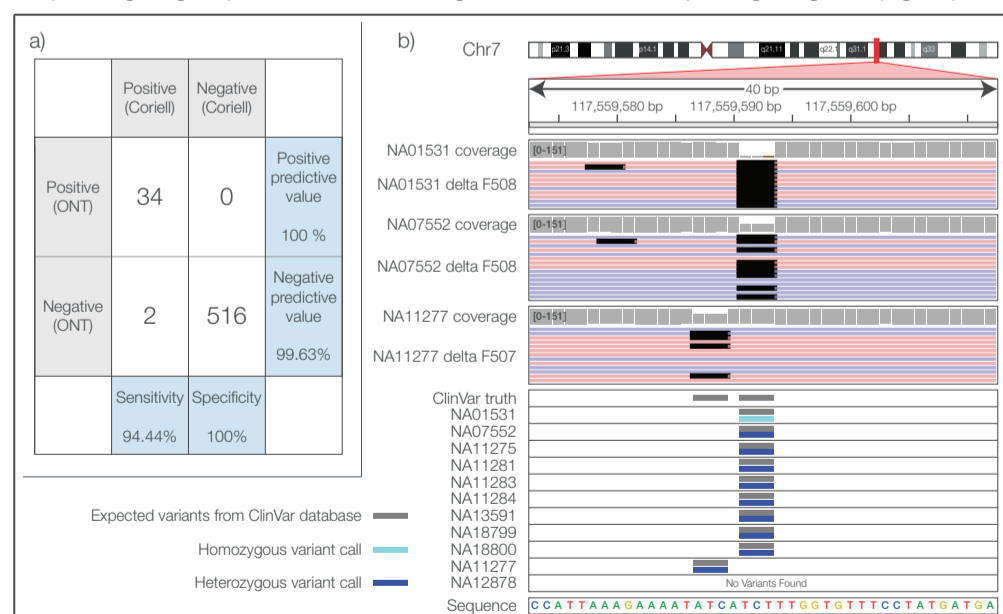 a)
Positive
(Coriell)
Negative
(Coriell)
Positive
(ONT)
34
0
Positive
predictive
value
100 %
Negative
(ONT)
2
516
Negative
predictive
value
99.63%
Sensitivity
94.44%
Specificity
100%
Expected variants from ClinVar database
Homozygous variant call
Heterozygous variant call
b)
Chr7
p21.3
p14.1
q21.11
q22.1
q31.1
q33
40 bp
117,559,580 bp
117,559,590 bp
117,559,600 bp
NA01531 coverage
[0-151]
NA01531 delta F508
NA07552 coverage
[0-151]
NA07552 delta F508
NA11277 coverage
[0-151]
NA11277 delta F507
ClinVar truth
NA01531
NA07552
NA11275
NA11281
NA11283
NA11284
NA13591
NA18799
NA18800
NA11277
NA12878
No Variants Found
Sequence
C C A T T A A A G A A A A T A T C A T C T T T G G T G T T T C C T A T G A T G A